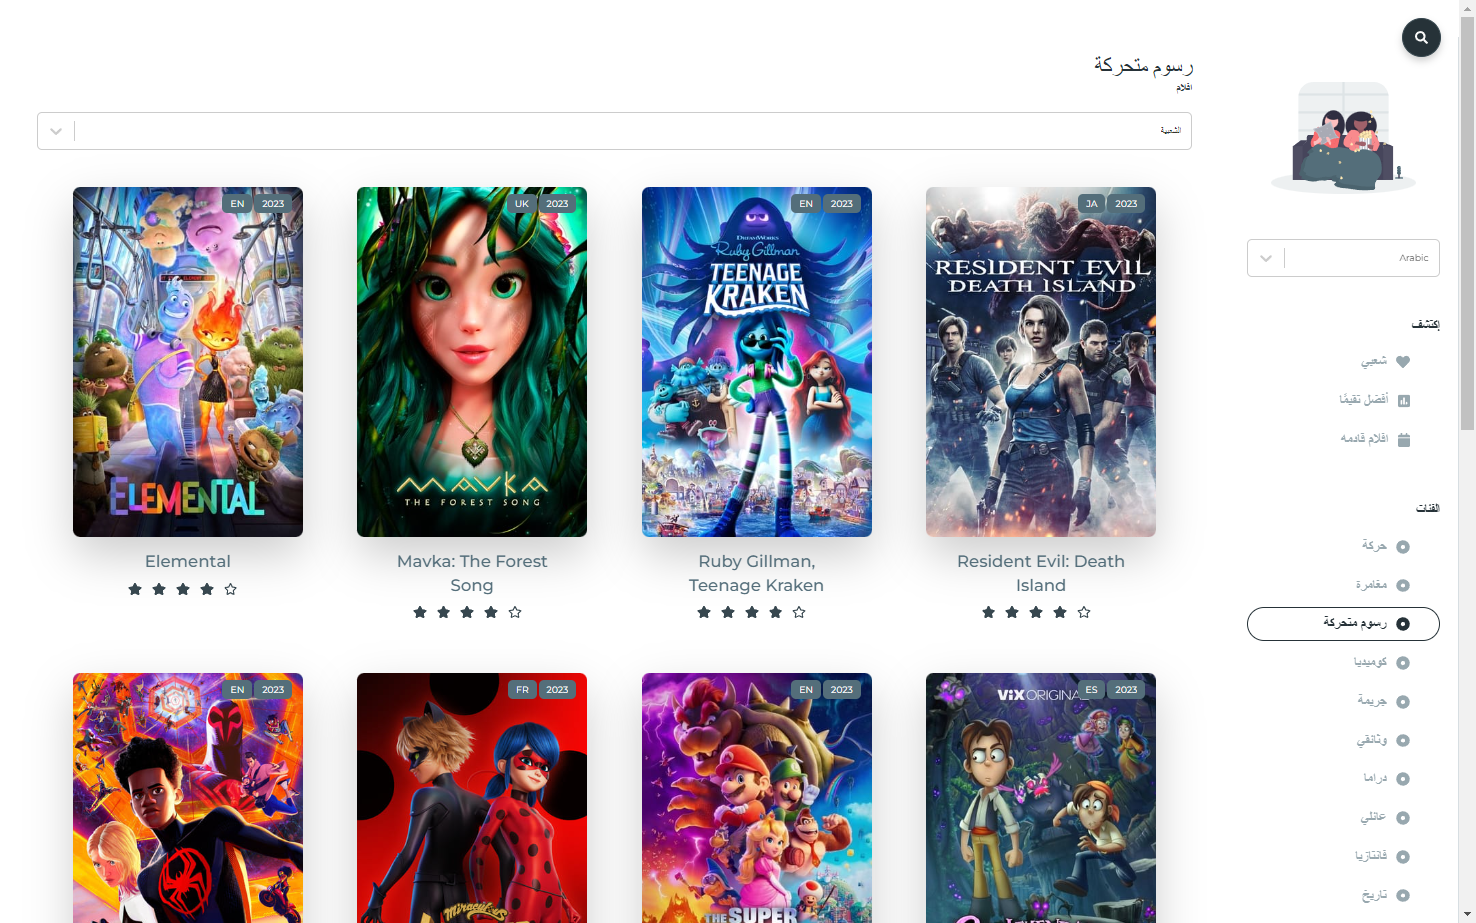 رسوم متحركة
افلام
الشعبية
Arabic
إكتشف
شعبي
أفضل تقيمًا
افلام قادمه
الفئات
حركة
مغامرة
رسوم متحركة
كوميديا
جريمة
وثائقي
دراما
عائلي
فانتازيا
تاريخ
EN 2023
ELEMENTAL
Elemental
UK 2023
MAVKA
THE FOREST SONG
Mavka: The Forest
Song
EN 2023
DREAMWORKS
Ruby Gillman
TEENAGE
KRAKEN
Ruby Gillman,
Teenage Kraken
JA 2023
RESIDENT EVIL
DEATH ISLAND
Resident Evil: Death
Island
EN 2023
FR 2023
Miraculous
EN 2023
THE SUPER
ES 2023
ViX ORIGINAL